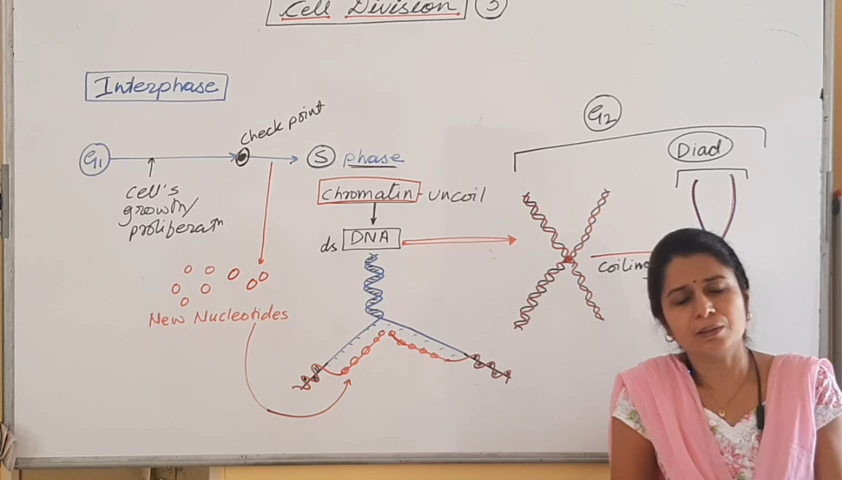 Cell Division 3
Interphase
G1
check point
S phase
cell's
growth/
proliferatn
chromatin - uncoil
ds DNA
New Nucleotides
G2
Diad
coiling